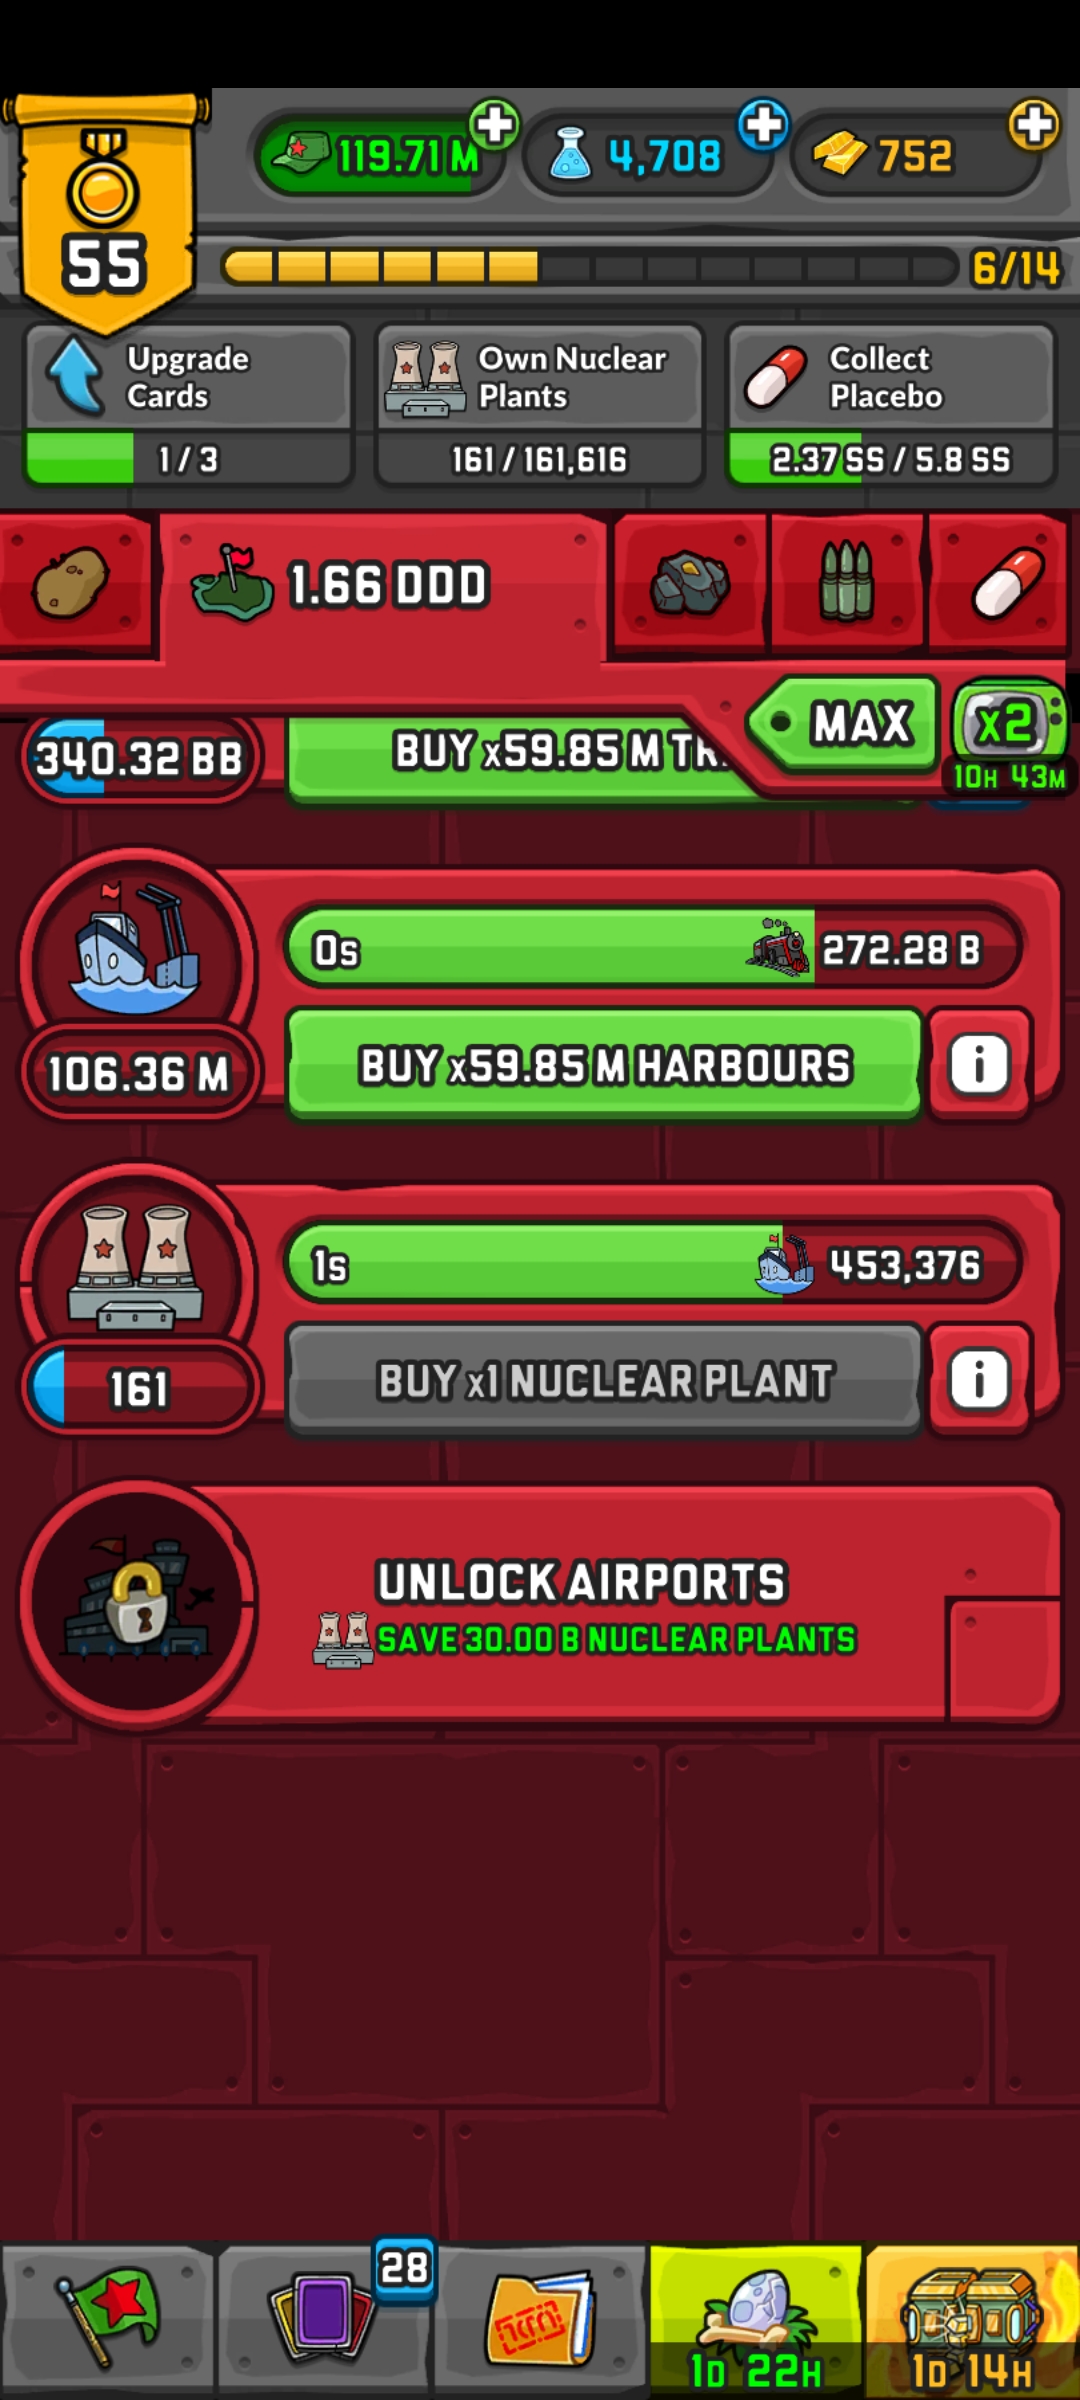 119.71 M
4,708
752
55
6/14
Upgrade
Cards
1 / 3
Own Nuclear
Plants
161 / 161,616
Collect
Placebo
2.37 SS / 5.8 SS
1.66 DDD
MAX
X2
10H 43M
340.32 BB
BUY x59.85 M TR
0s
272.28 B
106.36 M
BUY x59.85 M HARBOURS
i
1s
453,376
161
BUY x1 NUCLEAR PLANT
i
UNLOCK AIRPORTS
SAVE 30.00 B NUCLEAR PLANTS
28
1D 22H
1D 14H